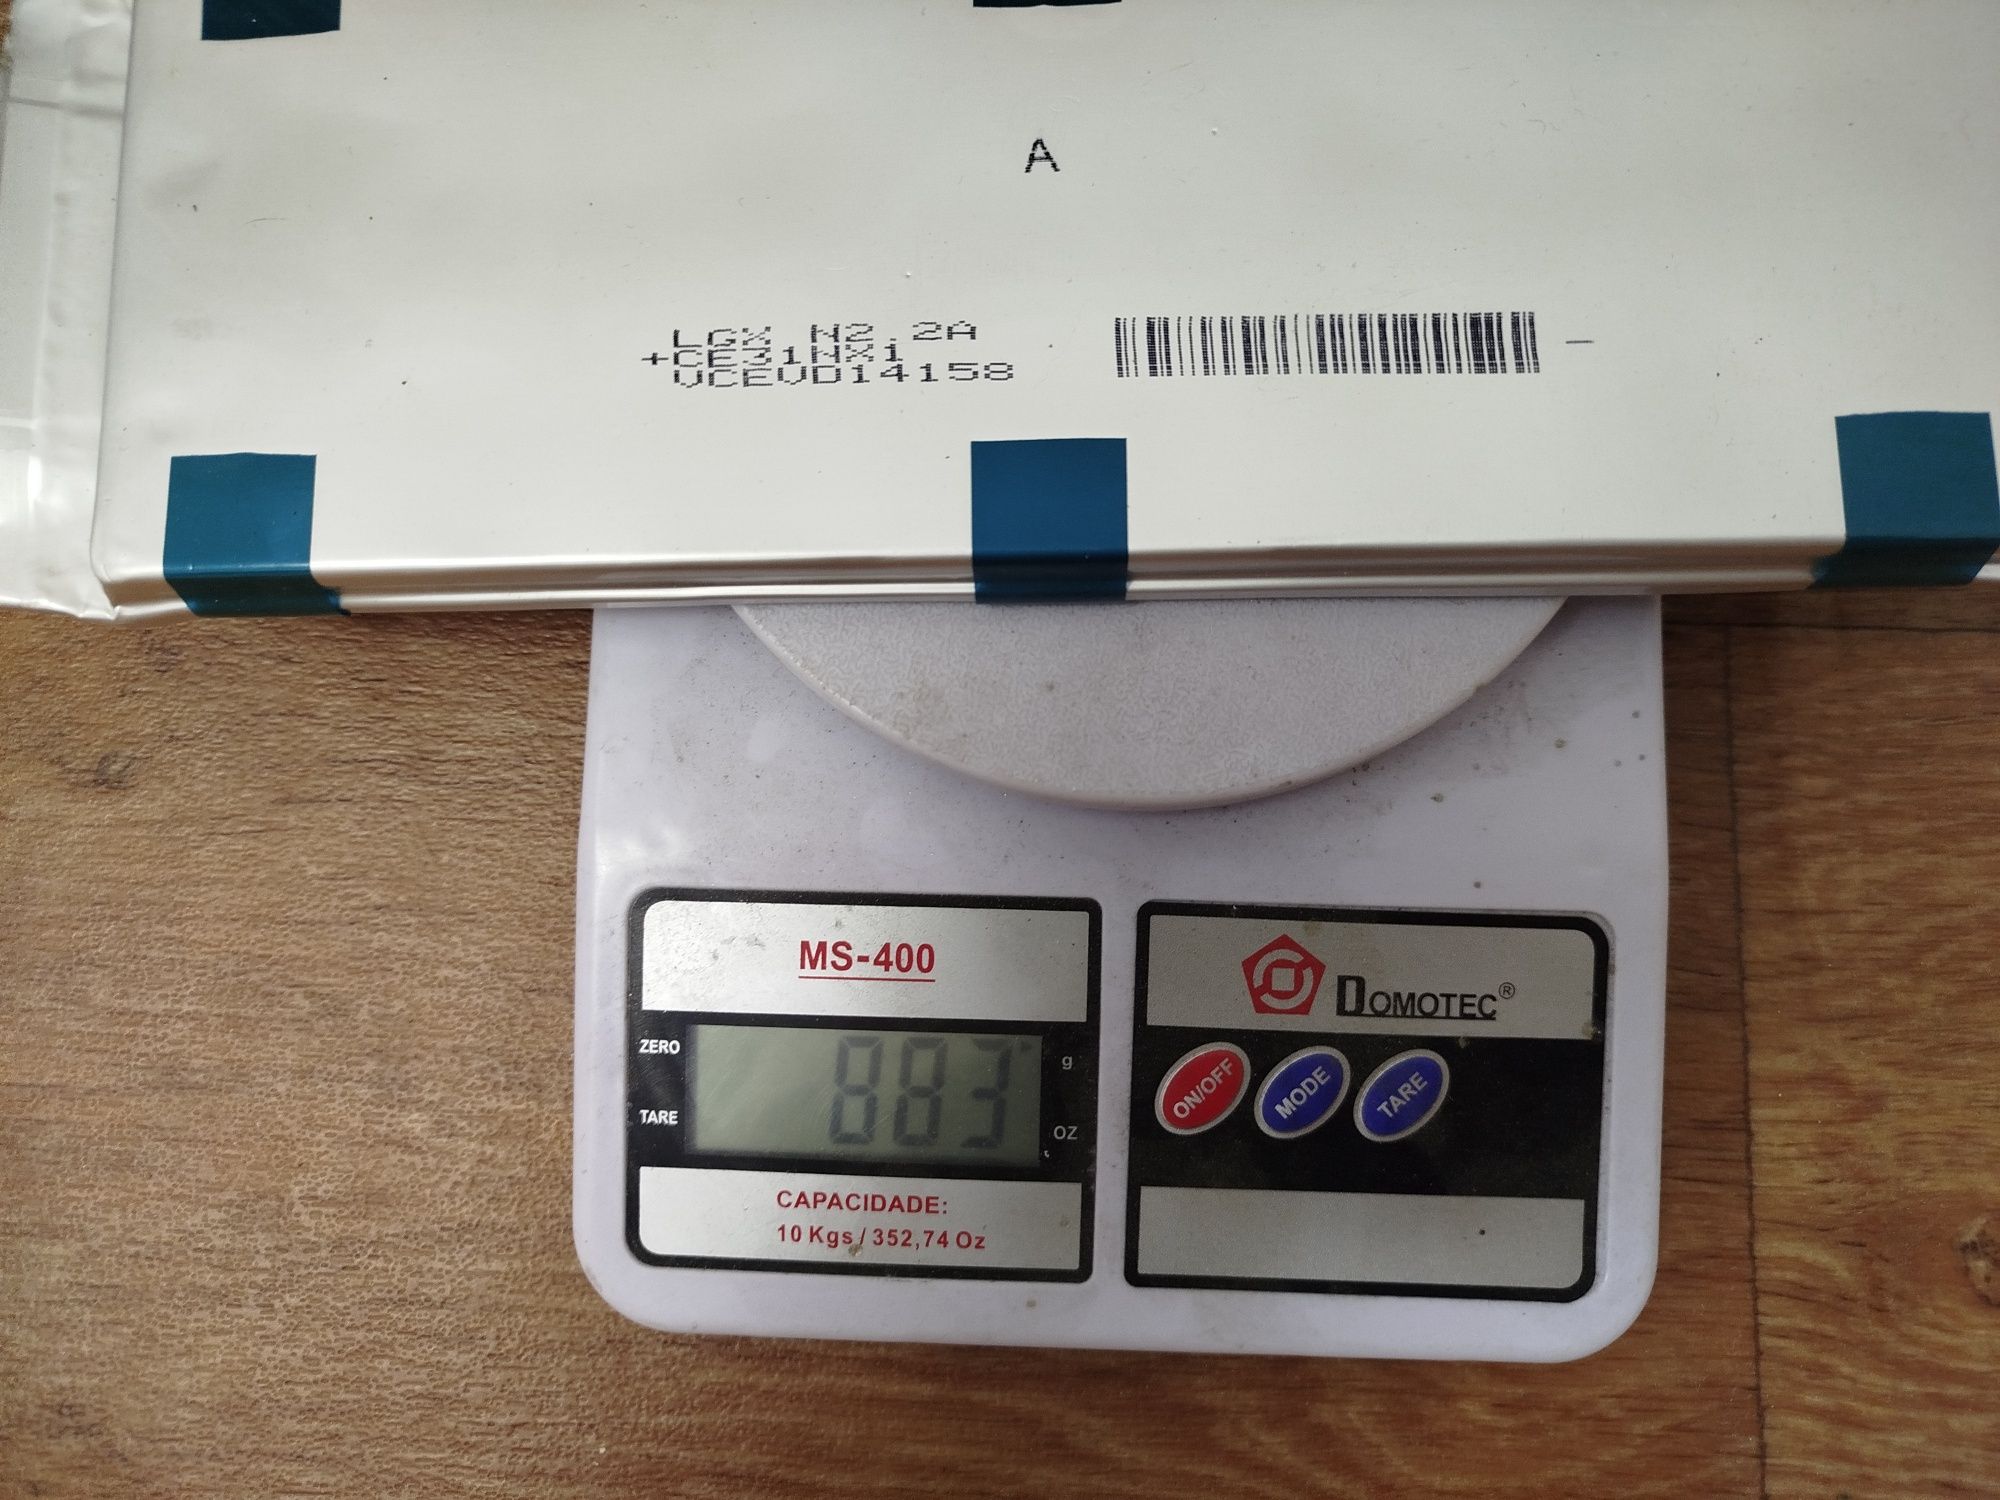 A
LGX N2.2A
+CE31NX1
VCEVD14158
–
MS-400
DOMOTEC®
ZERO
883
g
TARE
OZ
ON/OFF
MODE
TARE
CAPACIDADE:
10 Kgs / 352,74 Oz